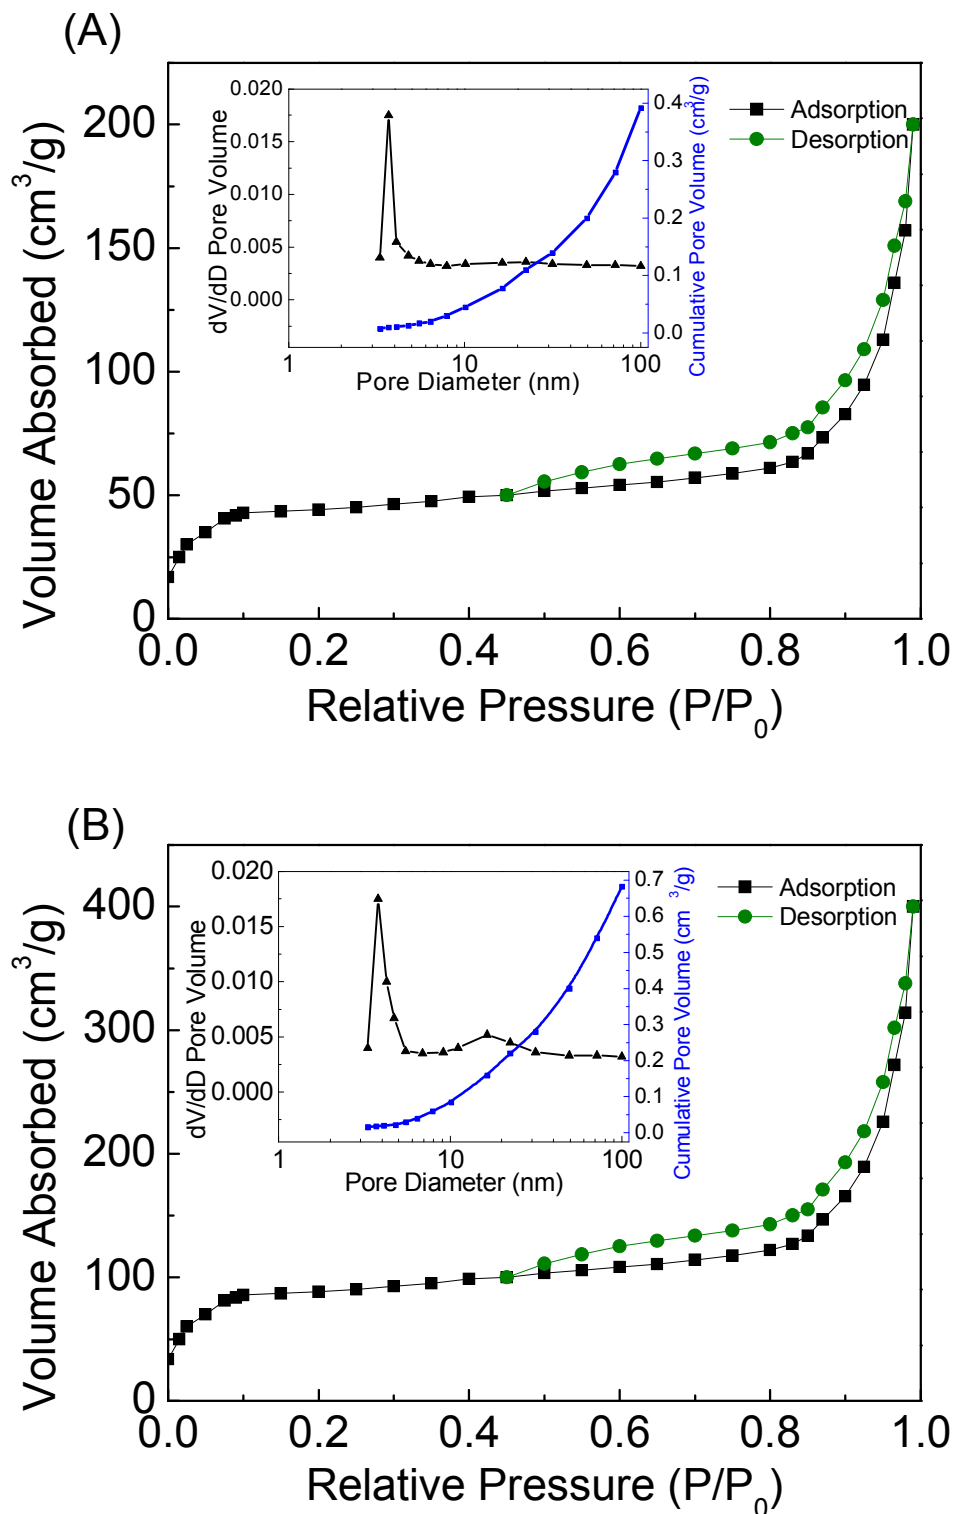 (A)
Volume Absorbed (cm³/g)
200
150
100
50
0
0.0 0.2 0.4 0.6 0.8 1.0
Relative Pressure (P/P₀)
Adsorption
Desorption
dV/dD Pore Volume
0.020
0.015
0.010
0.005
0.000
1 10 100
Pore Diameter (nm)
0.4
0.3
0.2
0.1
0.0
Cumulative Pore Volume (cm³/g)
(B)
Volume Absorbed (cm³/g)
400
300
200
100
0
0.0 0.2 0.4 0.6 0.8 1.0
Relative Pressure (P/P₀)
Adsorption
Desorption
dV/dD Pore Volume
0.020
0.015
0.010
0.005
0.000
1 10 100
Pore Diameter (nm)
0.7
0.6
0.5
0.4
0.3
0.2
0.1
0.0
Cumulative Pore Volume (cm³/g)